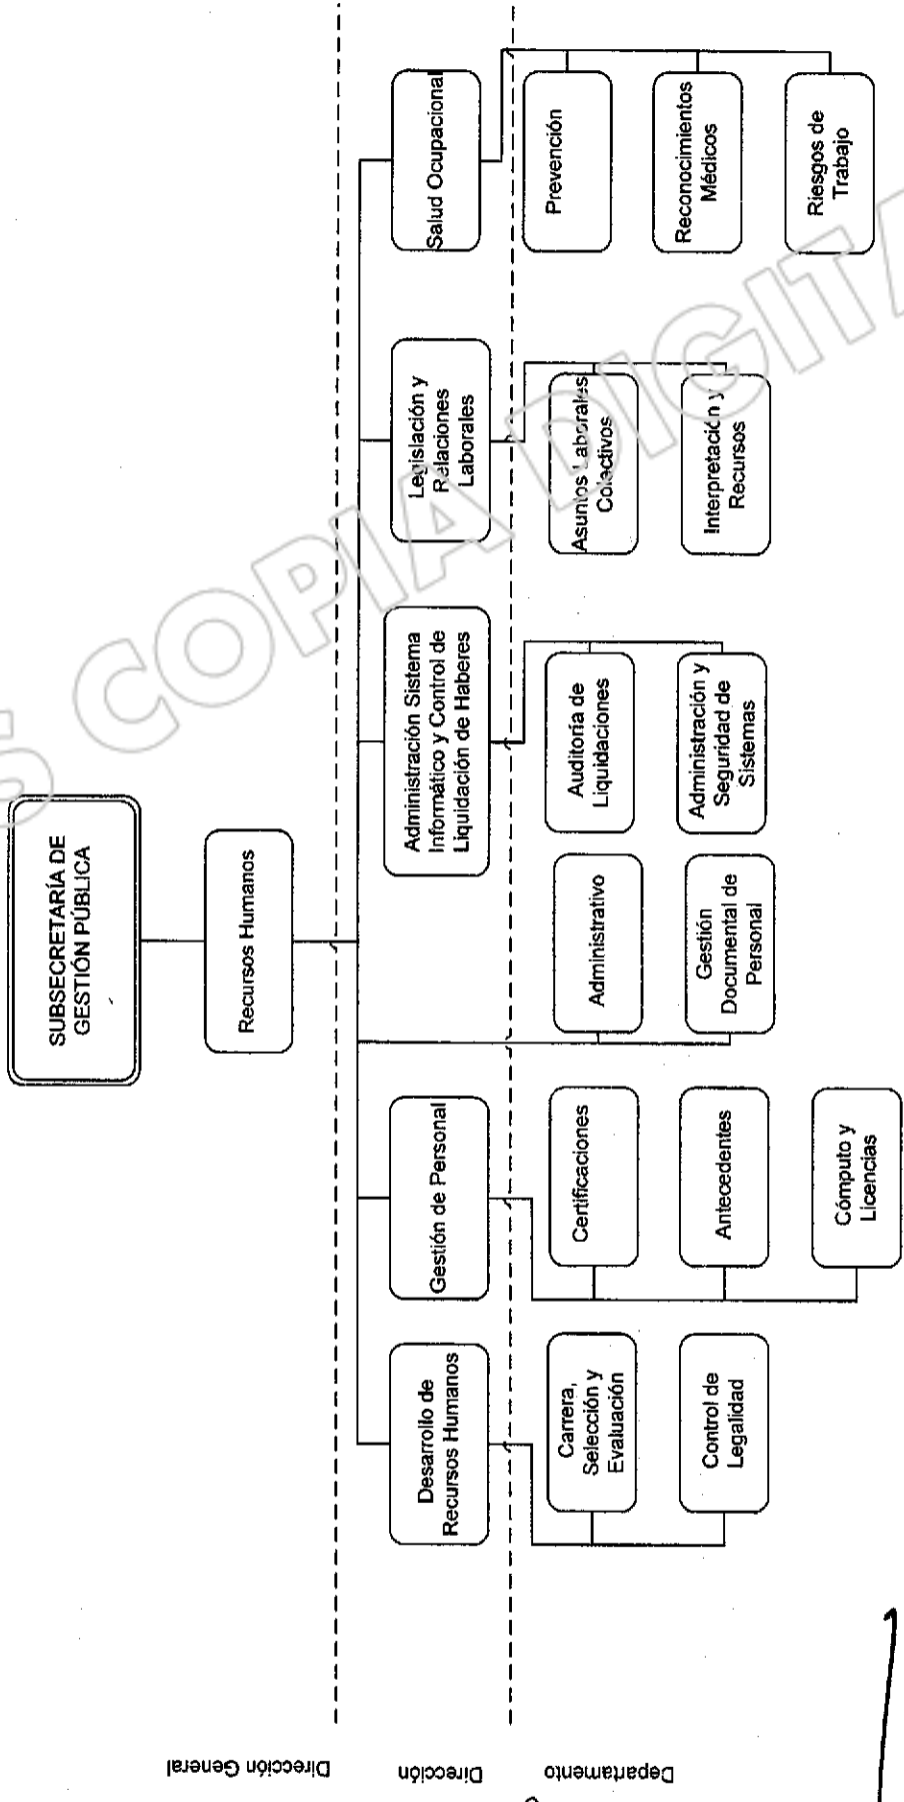 SUBSECRETARÍA DE
GESTIÓN PÚBLICA
Recursos Humanos
Dirección General
Desarrollo de
Recursos Humanos
Gestión de Personal
Administración Sistema
Informático y Control de
Liquidación de Haberes
Legislación y
Relaciones
Laborales
Salud Ocupacional
Dirección
Carrera,
Selección y
Evaluación
Control de
Legalidad
Certificaciones
Antecedentes
Cómputo y
Licencias
Administrativo
Gestión
Documental de
Personal
Auditoría de
Liquidaciones
Administración y
Seguridad de
Sistemas
Asuntos Laborales
Colectivos
Interpretación y
Recursos
Prevención
Reconocimientos
Médicos
Riesgos de
Trabajo
Departamento
S COPIA DIGITA